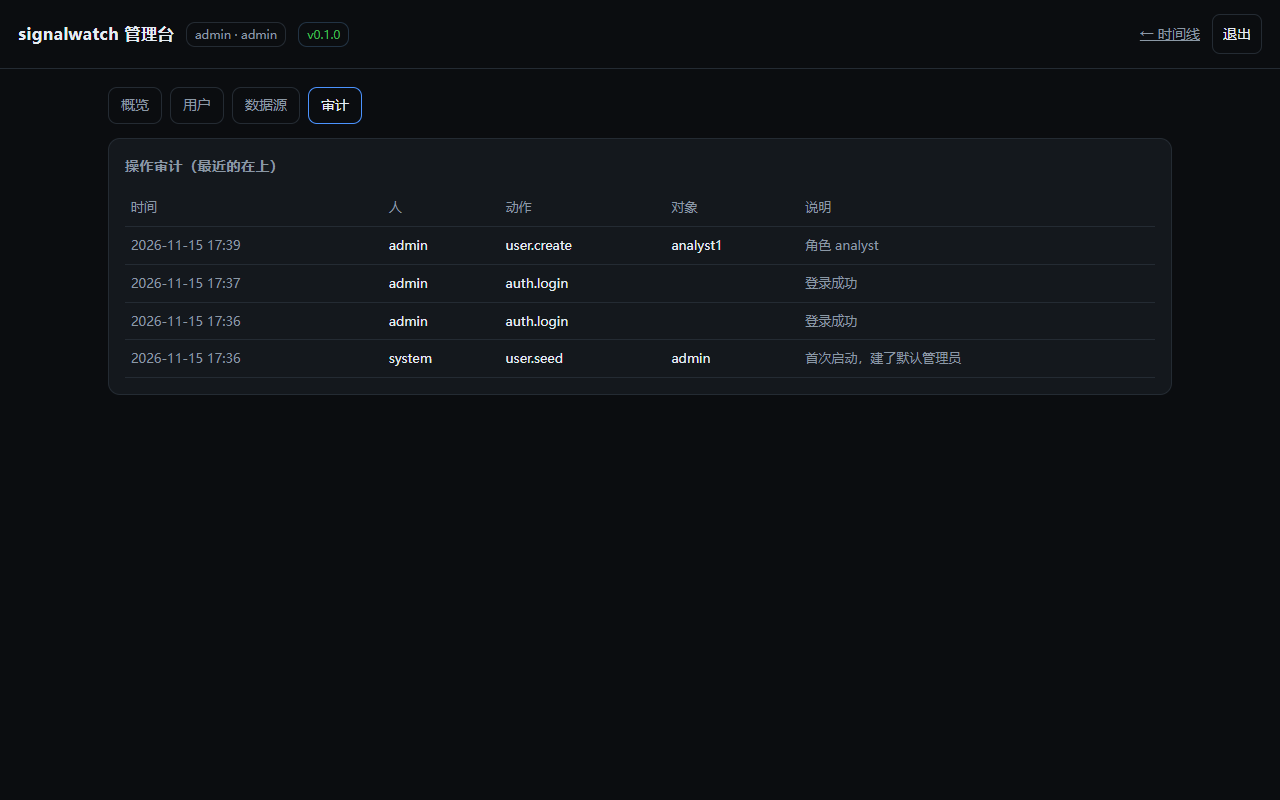 signalwatch 管理台 admin · admin v0.1.0 ← 时间线 退出
概览 用户 数据源 审计
操作审计（最近的在上）
时间 人 动作 对象 说明
2026-11-15 17:39 admin user.create analyst1 角色 analyst
2026-11-15 17:37 admin auth.login 登录成功
2026-11-15 17:36 admin auth.login 登录成功
2026-11-15 17:36 system user.seed admin 首次启动，建了默认管理员